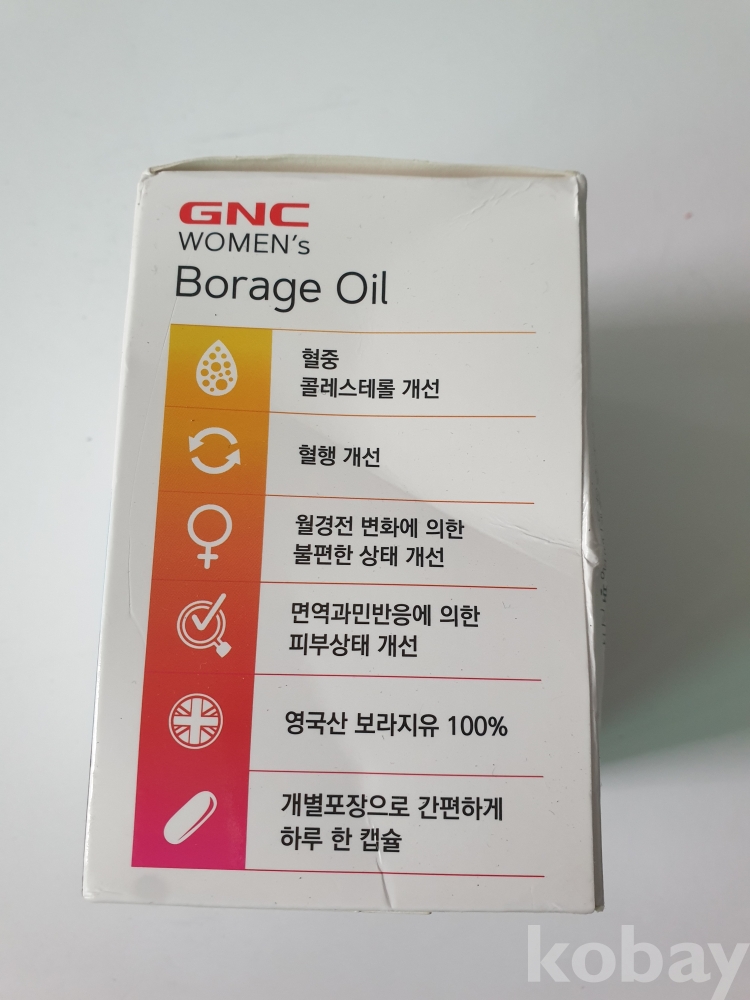 GNC
WOMEN's
Borage Oil
혈중
콜레스테롤 개선
혈행 개선
월경전 변화에 의한
불편한 상태 개선
면역과민반응에 의한
피부상태 개선
영국산 보라지유 100%
개별포장으로 간편하게
하루 한 캡슐
kobay